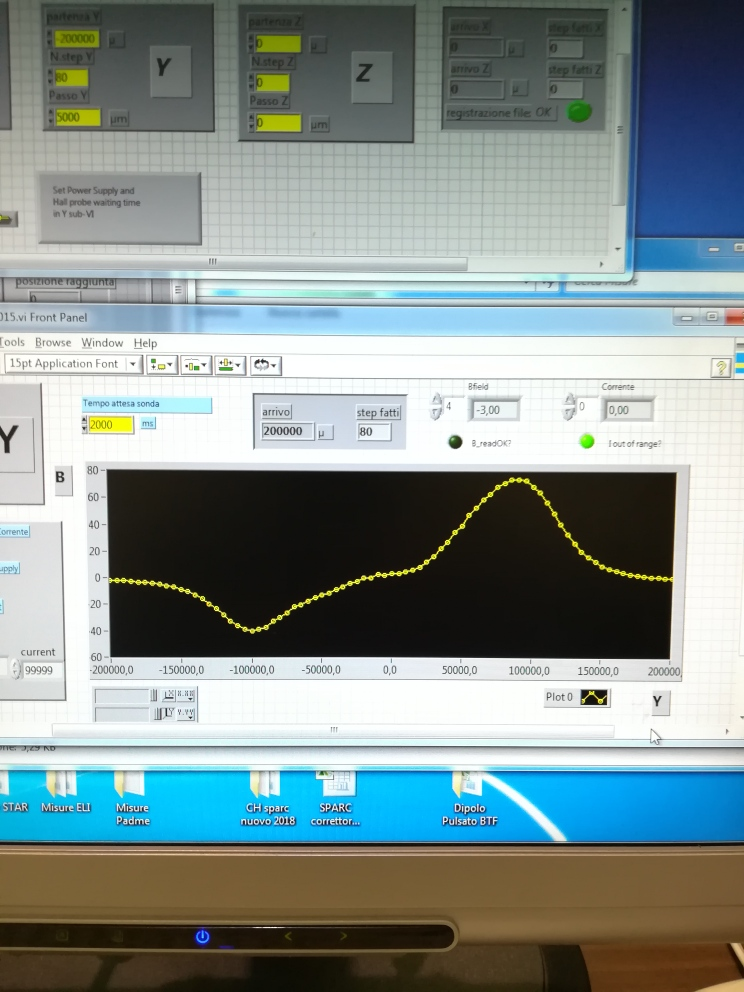 partenza Y
-200000 µ
N.step Y
80
Passo Y
5000 µm
Y
partenza Z
0 µ
N.step Z
0
Passo Z
0 µm
Z
arrivo X
step fatti X
0 µ
0
arrivo Z
step fatti Z
0 µ
0
registrazione file: OK
Set Power Supply and
Hall probe waiting time
in Y sub-VI
posizione raggiunta
0
015.vi Front Panel
Tools Browse Window Help
15pt Application Font
?
Y
Tempo attesa sonda
2000 ms
arrivo
step fatti
200000 µ
80
Bfield
4 -3,00
B_readOK?
Corrente
0 0,00
I out of range?
B
80
60
40
20
0
-20
-40
-60
-200000,0 -150000,0 -100000,0 -50000,0 0,0 50000,0 100000,0 150000,0 200000,
Corrente
upply
current
99999
Plot 0
Y
STAR
Misure ELI
Misure
Padme
CH sparc
nuovo 2018
SPARC
correttor...
Dipolo
Pulsato BTF